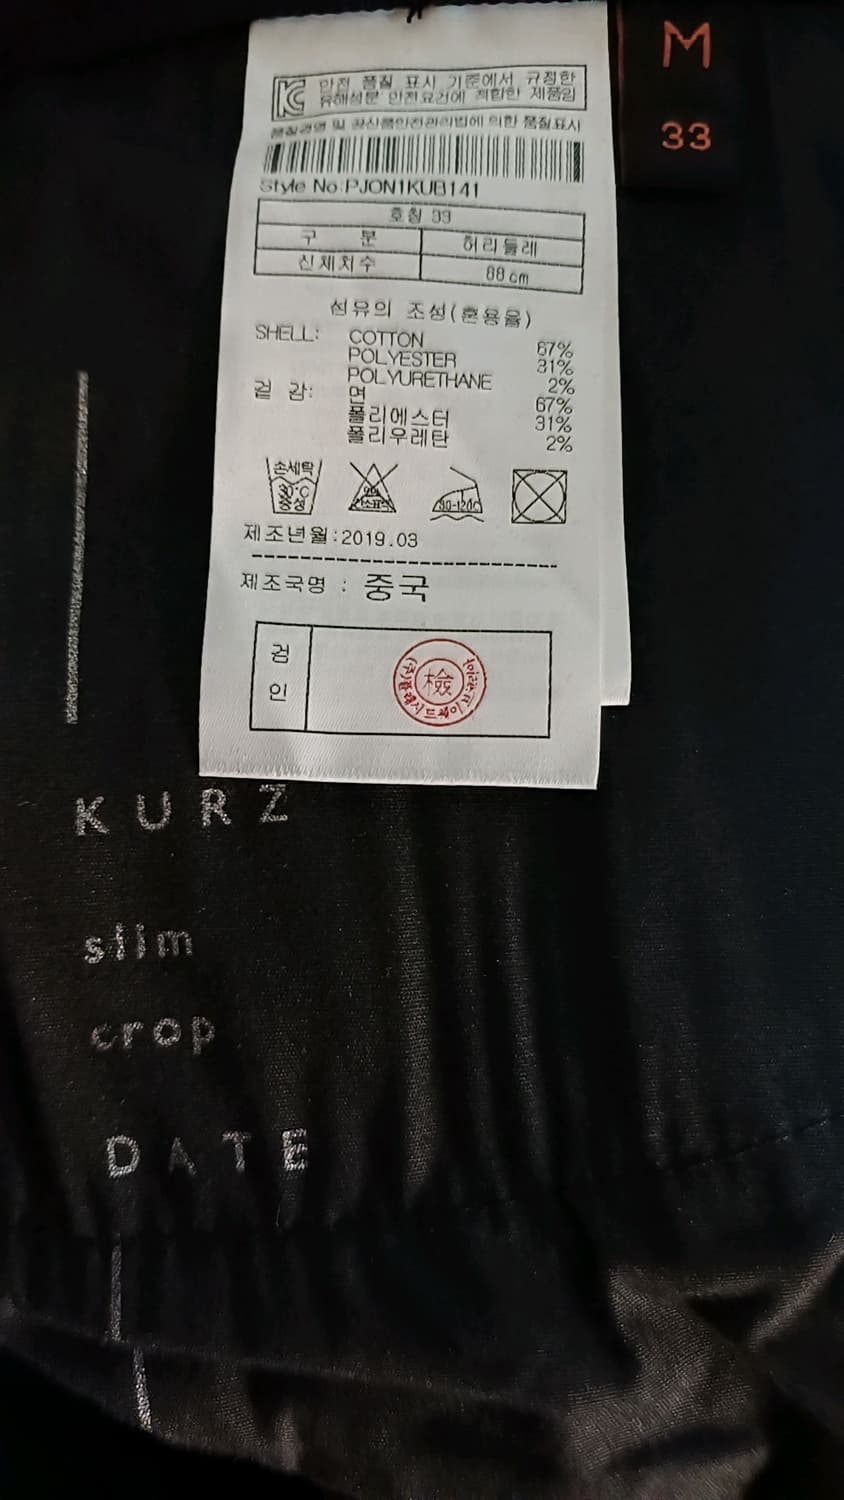 M
33
안전 품질 표시 기준에서 규정한
유해성분 안전요건에 적합한 제품임
품질경영 및 공산품안전관리법에 의한 품질표시
Style No:PJON1KUB141
호칭 33
구 분 허리둘레
신체치수 88cm
섬유의 조성(혼용율)
SHELL: COTTON 67%
POLYESTER 31%
POLYURETHANE 2%
겉 감: 면 67%
폴리에스터 31%
폴리우레탄 2%
손세탁
30°C
중성
80-120C
제조년월:2019.03
제조국명 : 중국
검
인
檢
KURZ
slim
crop
DATE